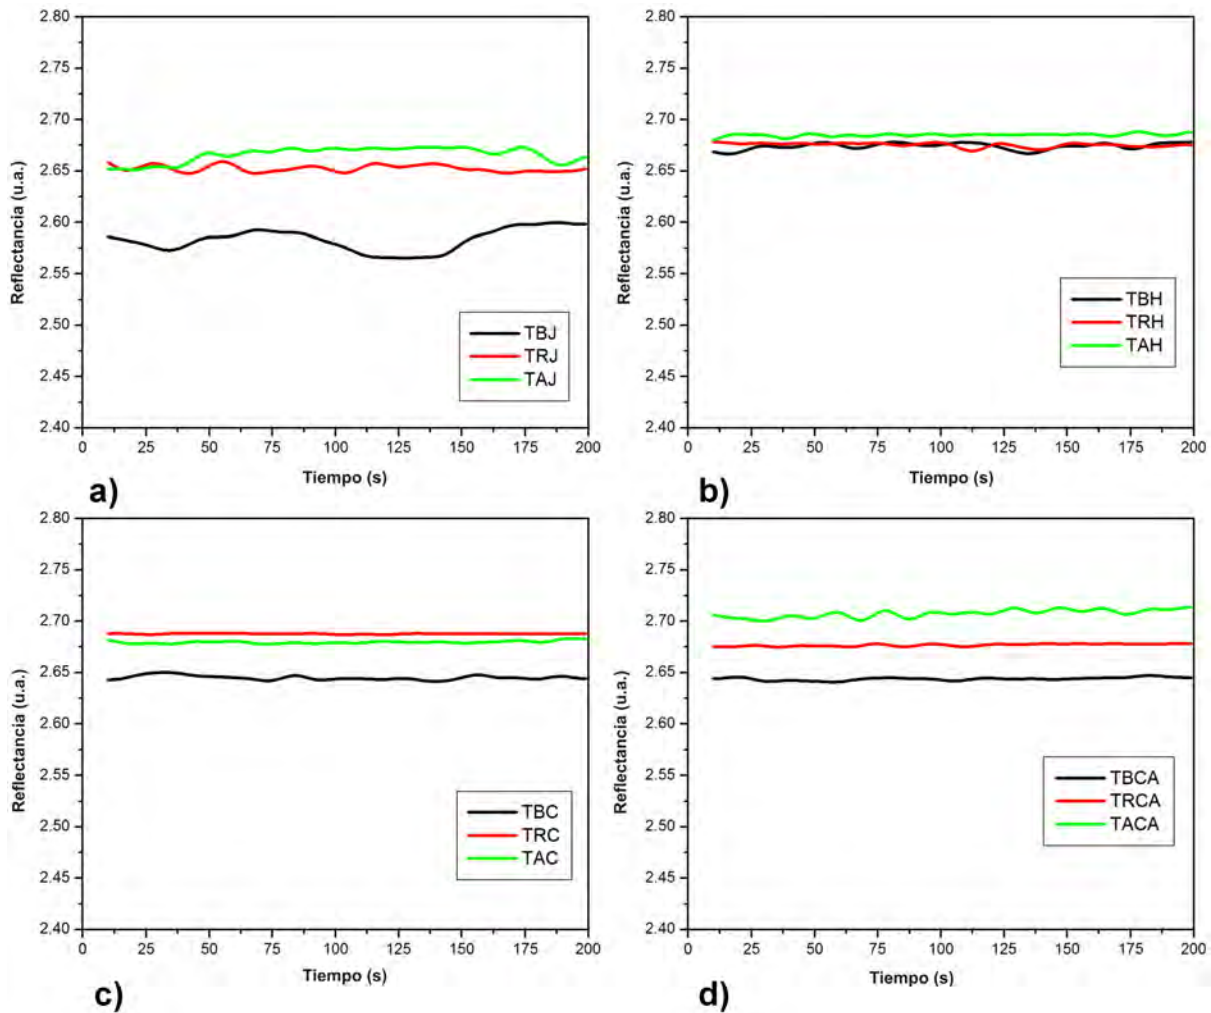 2.80
2.75
2.70
2.65
2.60
2.55
2.50
2.45
2.40
Reflectancia (u.a.)
TBJ
TRJ
TAJ
0 25 50 75 100 125 150 175 200
Tiempo (s)
a)
2.80
2.75
2.70
2.65
2.60
2.55
2.50
2.45
2.40
Reflectancia (u.a.)
TBH
TRH
TAH
0 25 50 75 100 125 150 175 200
Tiempo (s)
b)
2.80
2.75
2.70
2.65
2.60
2.55
2.50
2.45
2.40
Reflectancia (u.a.)
TBC
TRC
TAC
0 25 50 75 100 125 150 175 200
Tiempo (s)
c)
2.80
2.75
2.70
2.65
2.60
2.55
2.50
2.45
2.40
Reflectancia (u.a.)
TBCA
TRCA
TACA
0 25 50 75 100 125 150 175 200
Tiempo (s)
d)